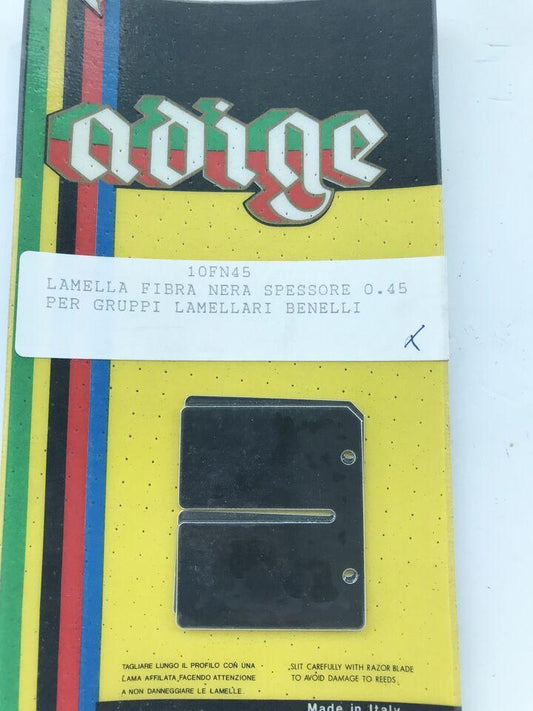 adige
10FN45
LAMELLA FIBRA NERA SPESSORE 0.45
PER GRUPPI LAMELLARI BENELLI
x
TAGLIARE LUNGO IL PROFILO CON UNA
LAMA AFFILATA, FACENDO ATTENZIONE
A NON DANNEGGIARE LE LAMELLE.
SLIT CAREFULLY WITH RAZOR BLADE
TO AVOID DAMAGE TO REEDS.
Made in Italy